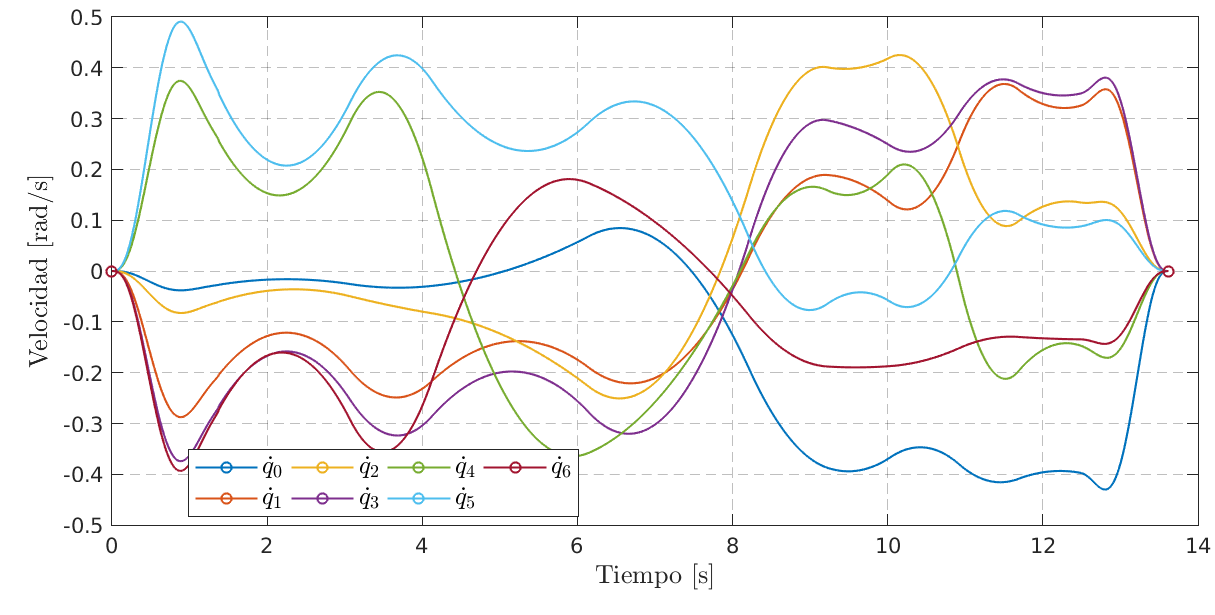 0.5
0.4
0.3
0.2
0.1
0
-0.1
-0.2
-0.3
-0.4
-0.5
Velocidad [rad/s]
q̇₀ q̇₂ q̇₄ q̇₆
q̇₁ q̇₃ q̇₅
0 2 4 6 8 10 12 14
Tiempo [s]